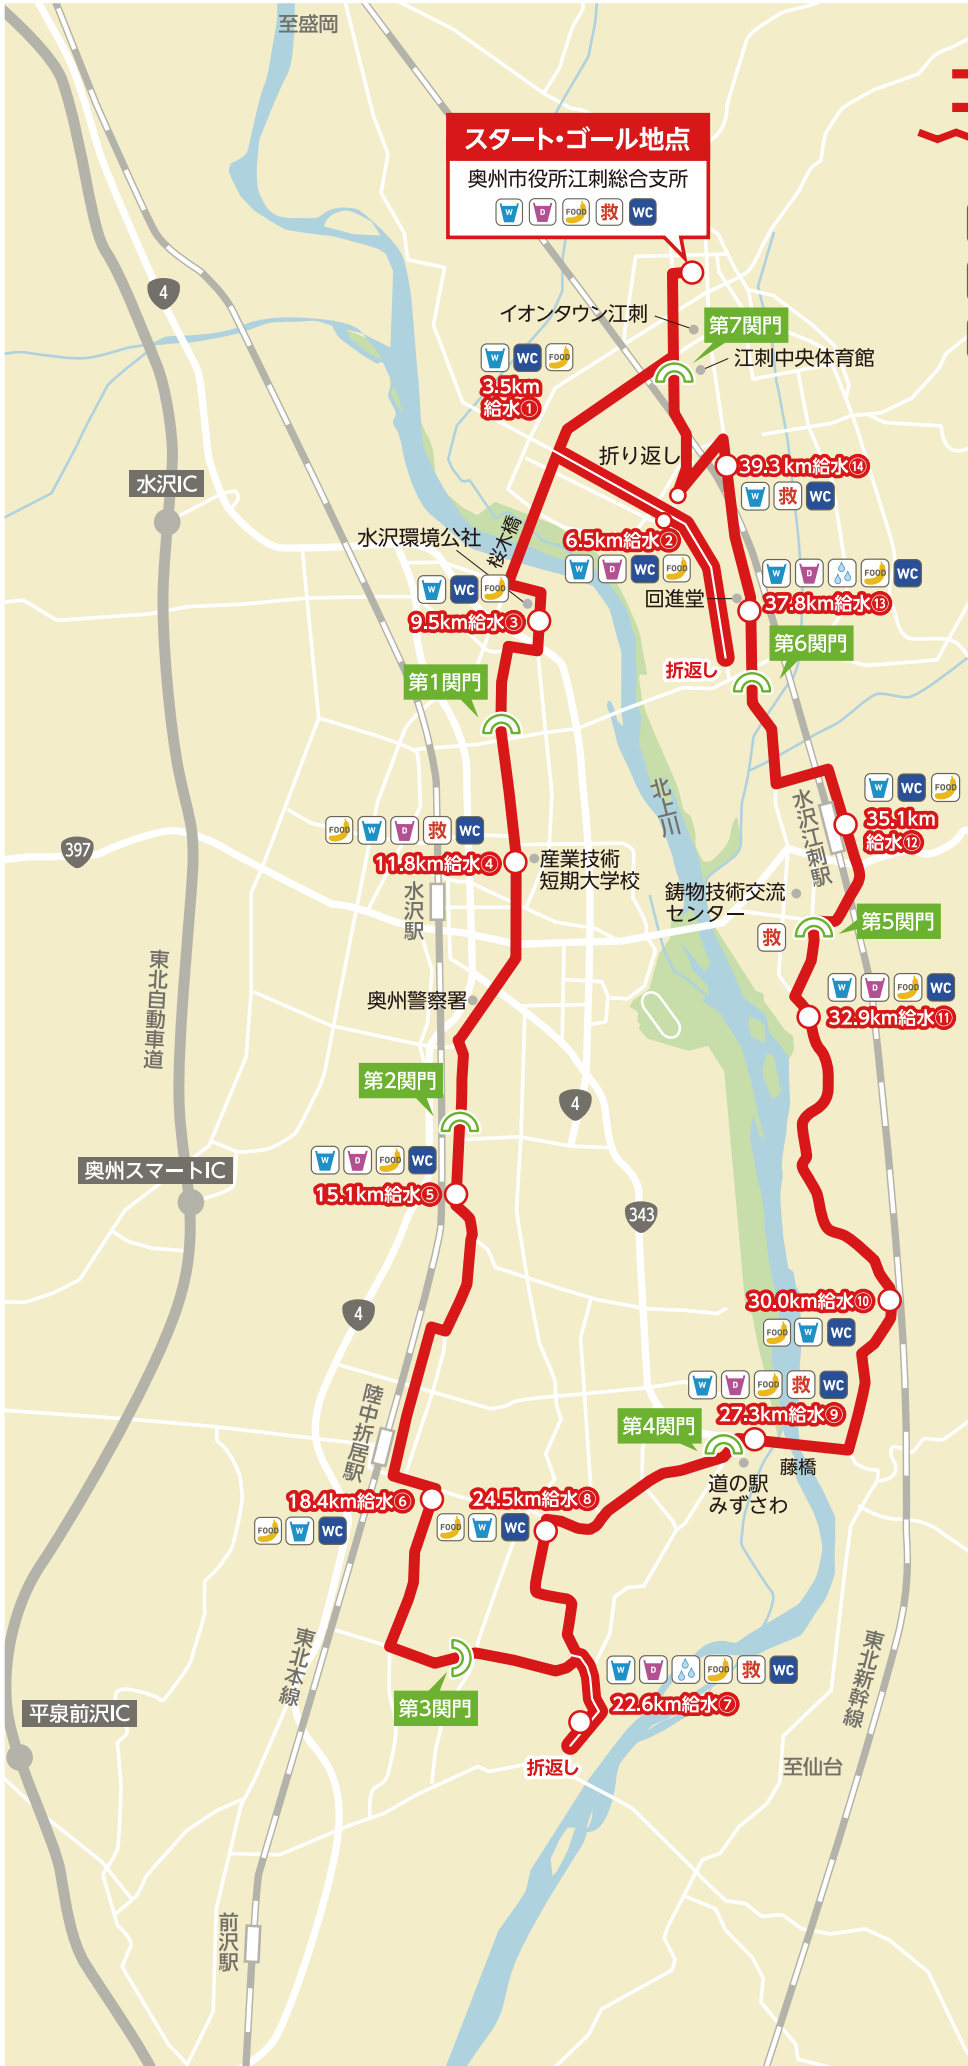 至盛岡
スタート・ゴール地点
奥州市役所江刺総合支所
W D FOOD 救 WC
4
イオンタウン江刺
第7関門
江刺中央体育館
W WC FOOD
3.5km
給水①
折り返し
39.3km給水⑭
W 救 WC
水沢IC
桜木橋
水沢環境公社
6.5km給水②
W D WC FOOD
W D FOOD WC
37.8km給水⑬
回進堂
W WC FOOD
9.5km給水③
第6関門
折返し
第1関門
北上川
水沢江刺駅
W WC FOOD
35.1km
給水⑫
FOOD W D 救 WC
11.8km給水④
産業技術
短期大学校
397
水沢駅
鋳物技術交流
センター
第5関門
救
東北自動車道
奥州警察署
W D FOOD WC
32.9km給水⑪
第2関門
4
W D FOOD WC
15.1km給水⑤
奥州スマートIC
343
4
30.0km給水⑩
FOOD W WC
W D FOOD 救 WC
27.3km給水⑨
第4関門
陸中折居駅
藤橋
道の駅
みずさわ
18.4km給水⑥
FOOD W WC
24.5km給水⑧
FOOD W WC
東北本線
東北新幹線
W D FOOD 救 WC
22.6km給水⑦
第3関門
平泉前沢IC
折返し
至仙台
前沢駅